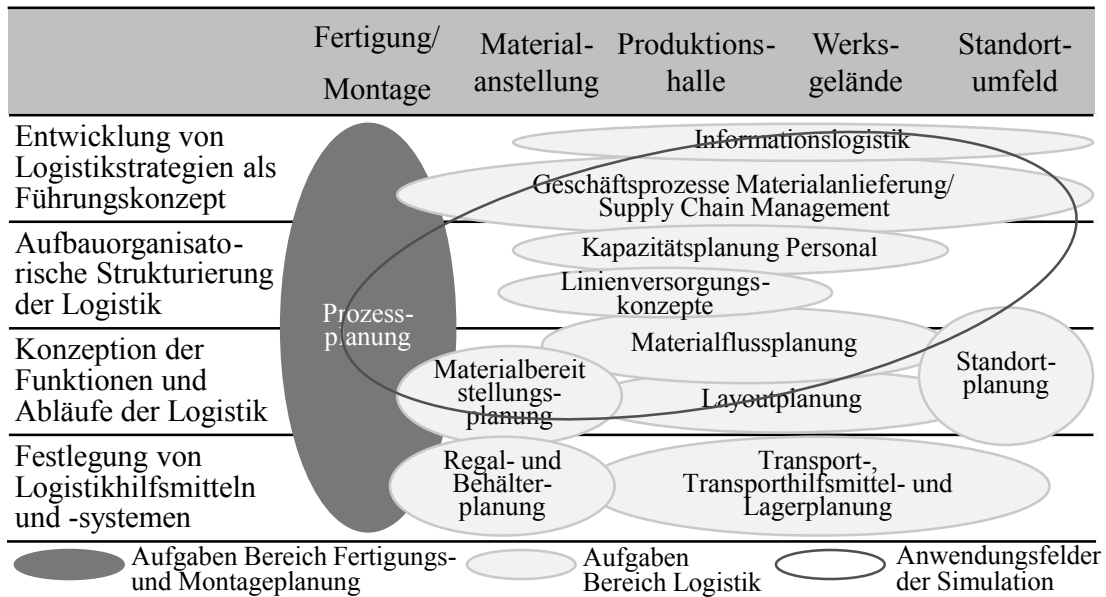 Fertigung/
Montage
Material-
anstellung
Produktions-
halle
Werks-
gelände
Standort-
umfeld
Entwicklung von
Logistikstrategien als
Führungskonzept
Informationslogistik
Geschäftsprozesse Materialanlieferung/
Supply Chain Management
Aufbauorganisato-
rische Strukturierung
der Logistik
Kapazitätsplanung Personal
Linienversorgungs-
konzepte
Prozess-
planung
Konzeption der
Funktionen und
Abläufe der Logistik
Materialflussplanung
Materialbereit
stellungs-
planung
Layoutplanung
Standort-
planung
Festlegung von
Logistikhilfsmitteln
und -systemen
Regal- und
Behälter-
planung
Transport-,
Transporthilfsmittel- und
Lagerplanung
Aufgaben Bereich Fertigungs-
und Montageplanung
Aufgaben
Bereich Logistik
Anwendungsfelder
der Simulation